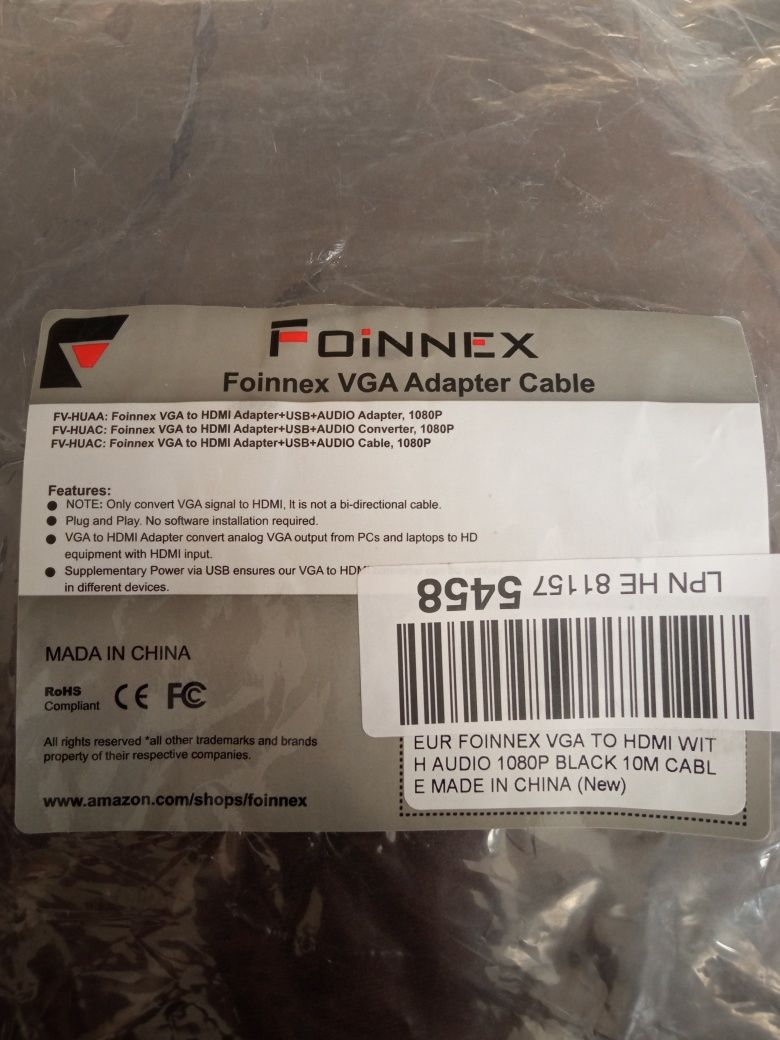 FOiNNEX
Foinnex VGA Adapter Cable
FV-HUAA: Foinnex VGA to HDMI Adapter+USB+AUDIO Adapter, 1080P
FV-HUAC: Foinnex VGA to HDMI Adapter+USB+AUDIO Converter, 1080P
FV-HUAC: Foinnex VGA to HDMI Adapter+USB+AUDIO Cable, 1080P
Features:
● NOTE: Only convert VGA signal to HDMI, It is not a bi-directional cable.
● Plug and Play. No software installation required.
● VGA to HDMI Adapter convert analog VGA output from PCs and laptops to HD
equipment with HDMI input.
● Supplementary Power via USB ensures our VGA to HDMI
in different devices.
LPN HE 81157 5458
MADE IN CHINA
RoHS
Compliant CE FC
All rights reserved *all other trademarks and brands
property of their respective companies.
www.amazon.com/shops/foinnex
EUR FOINNEX VGA TO HDMI WIT
H AUDIO 1080P BLACK 10M CABL
E MADE IN CHINA (New)